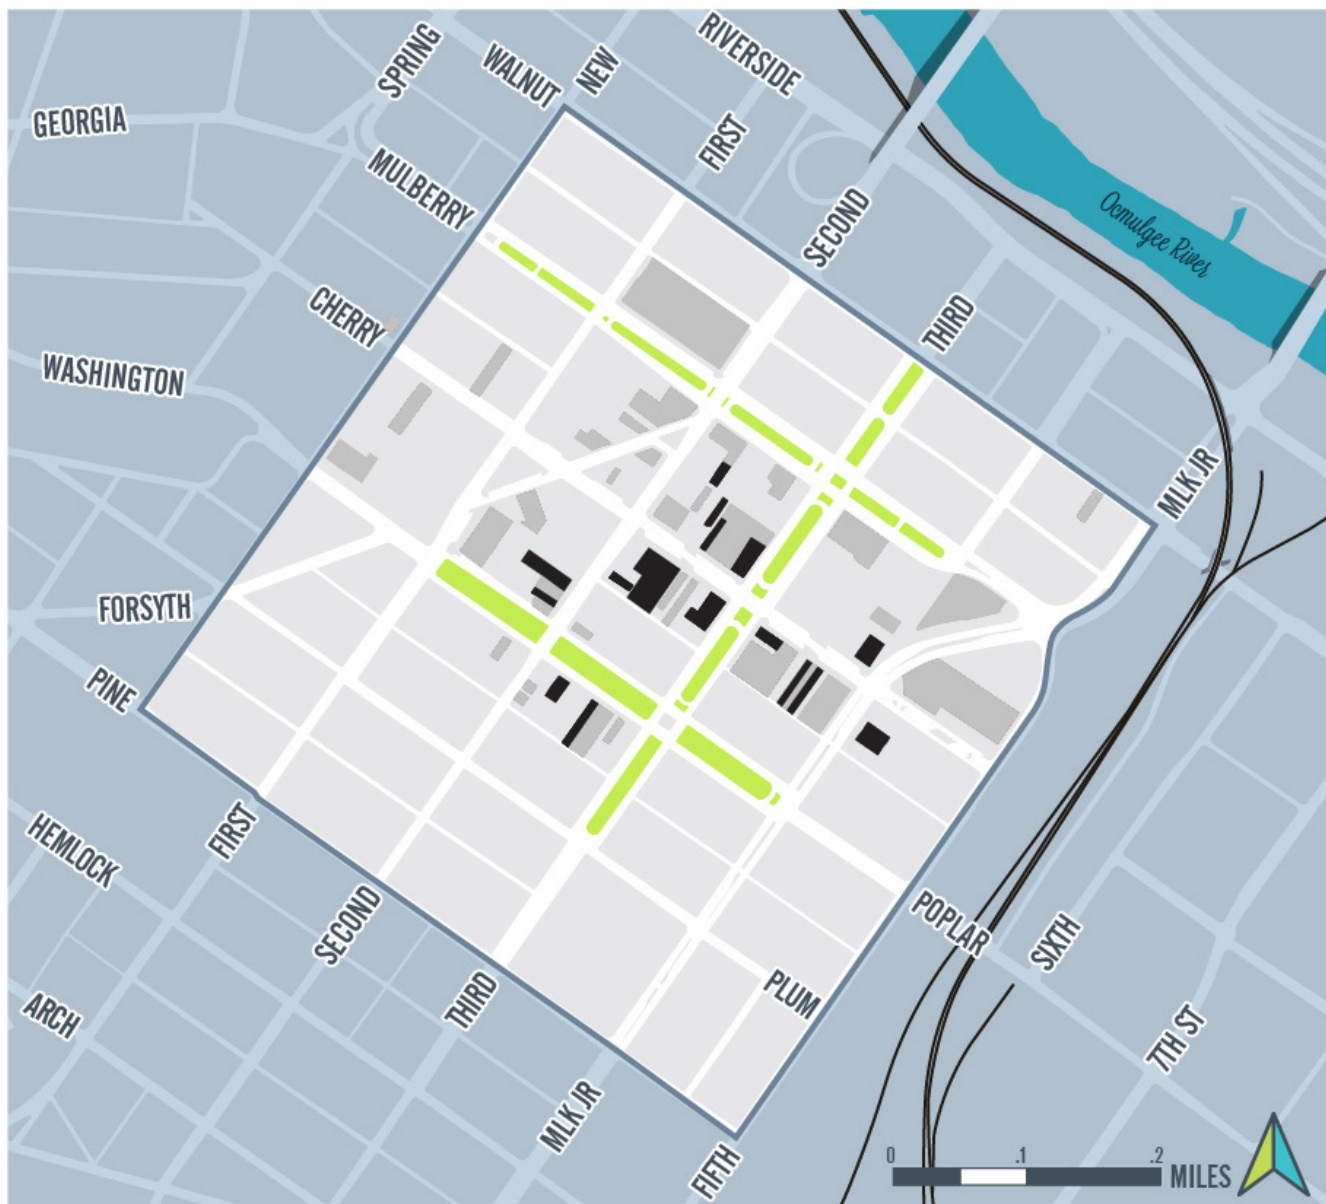 RIVERSIDE
SPRING
WALNUT
NEW
GEORGIA
FIRST
MULBERRY
SECOND
Ocmulgee River
CHERRY
THIRD
WASHINGTON
MLK JR
FORSYTH
PINE
HEMLOCK
FIRST
SECOND
POPLAR
SIXTH
ARCH
THIRD
PLUM
7TH ST
MLK JR
FIFTH
0 .1 .2 MILES